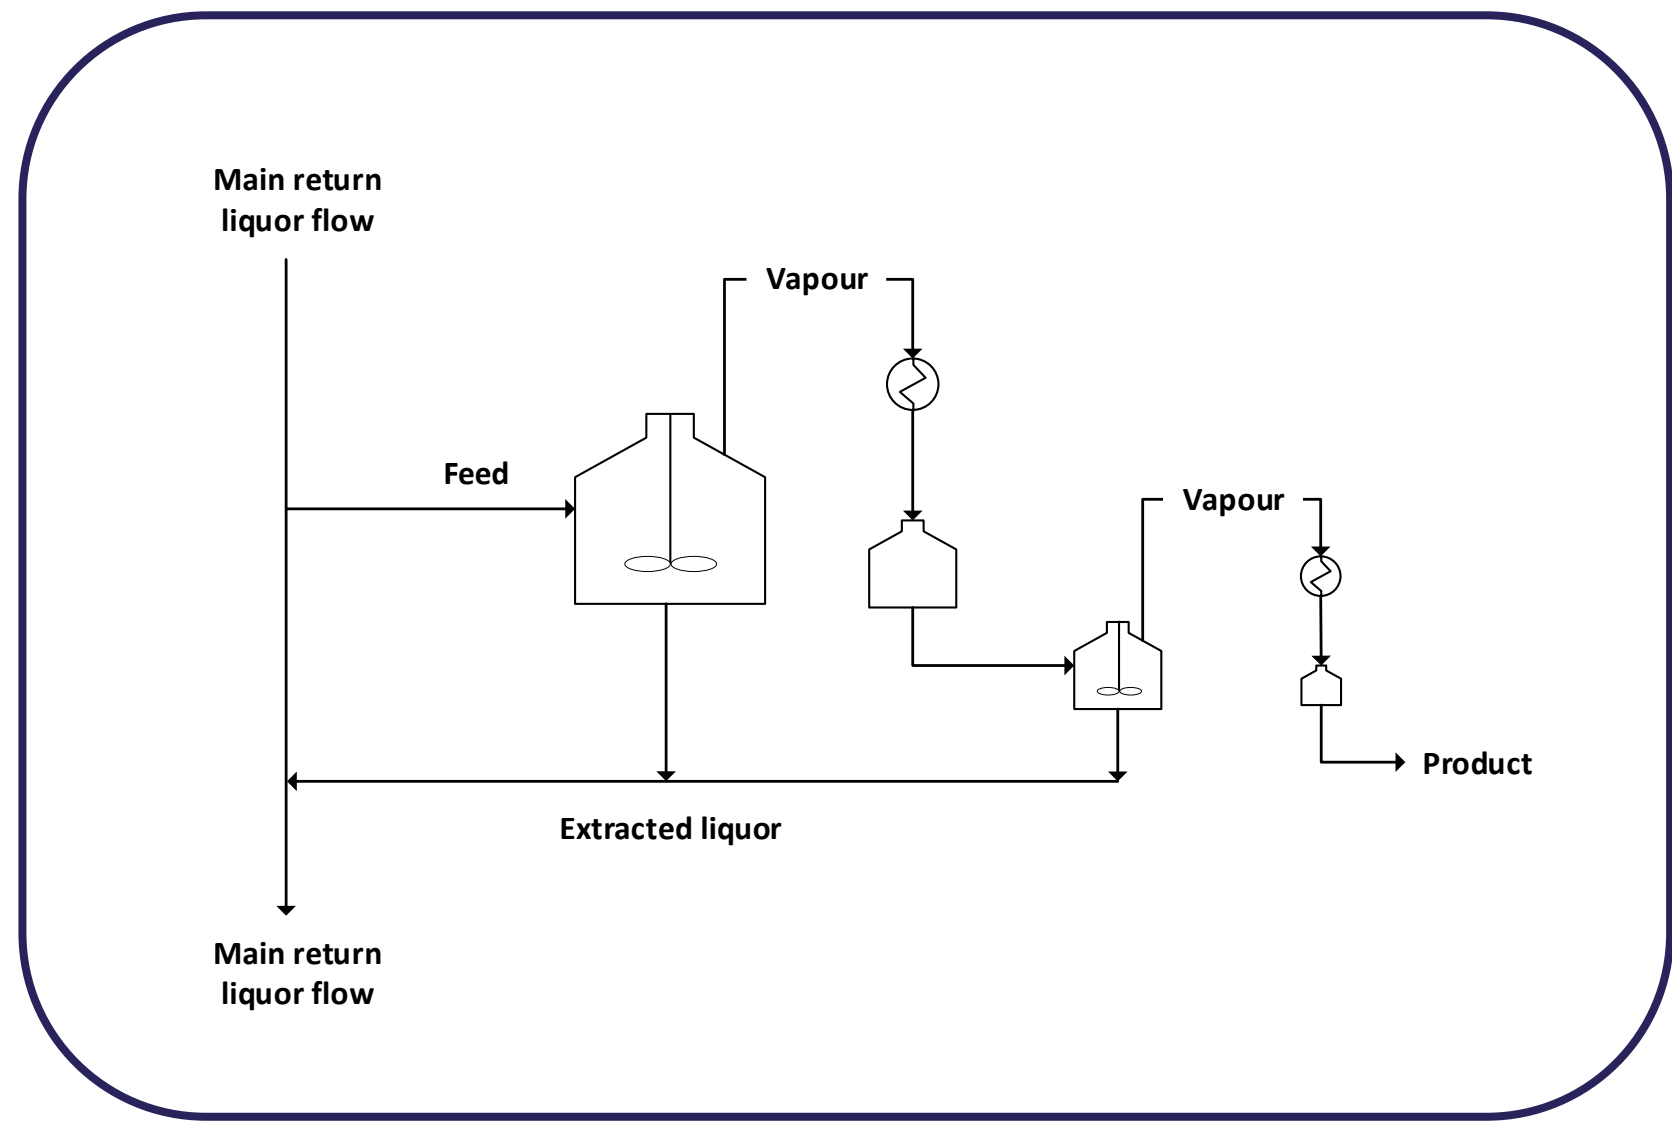 Main return
liquor flow
Vapour
Feed
Vapour
Product
Extracted liquor
Main return
liquor flow